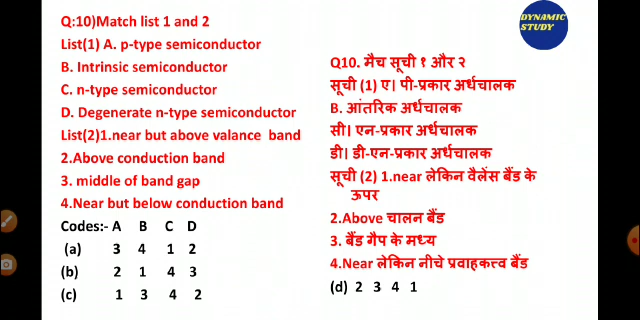 DYNAMIC
STUDY
Q:10)Match list 1 and 2
List(1) A. p-type semiconductor
B. Intrinsic semiconductor
C. n-type semiconductor
D. Degenerate n-type semiconductor
List(2)1.near but above valance band
2.Above conduction band
3. middle of band gap
4.Near but below conduction band
Codes:- A B C D
(a) 3 4 1 2
(b) 2 1 4 3
(c) 1 3 4 2
Q10. मैच सूची १ और २
सूची (1) ए। पी-प्रकार अर्धचालक
B. आंतरिक अर्धचालक
सी। एन-प्रकार अर्धचालक
डी। डी-एन-प्रकार अर्धचालक
सूची (2) 1.near लेकिन वैलेंस बैंड के
ऊपर
2.Above चालन बैंड
3. बैंड गैप के मध्य
4.Near लेकिन नीचे प्रवाहकत्त्व बैंड
(d) 2 3 4 1